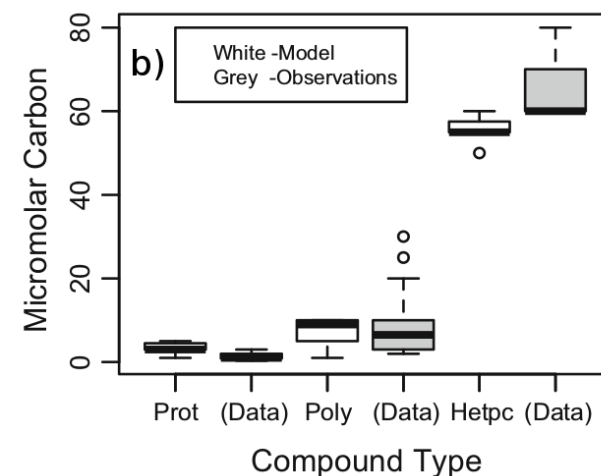 80
60
40
20
0
Micromolar Carbon
b)
White -Model
Grey -Observations
Prot (Data) Poly (Data) Hetpc (Data)
Compound Type